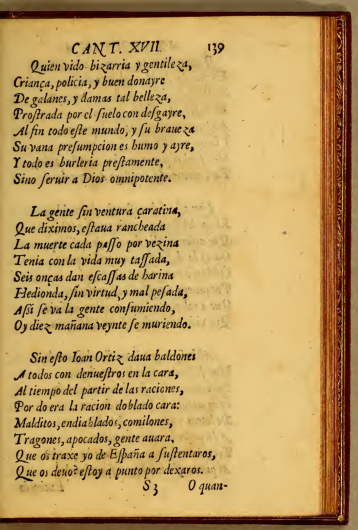 CANT. XVII. 139
Quien vido bizarria y gentileza,
Criança, policia, y buen donayre
De galanes, y damas tal belleza,
Prostrada por el suelo con desgayre,
Al fin todo este mundo, y su braueza
Su vana presumpcion es humo y ayre,
Y todo es burleria prestamente,
Sino seruir a Dios omnipotente.
La gente sin ventura çaratina,
Que diximos, estaua rancheada
La muerte cada passo por vezina
Tenia con la vida muy tassada,
Seis onças dan escassas de harina
Hedionda, sin virtud, y mal pesada,
Assi se va la gente consumiendo,
Oy diez mañana veynte se muriendo.
Sin esto Ioan Ortiz daua baldones
A todos con denuestros en la cara,
Al tiempo del partir de las raciones,
Por do era la racion doblado cara:
Malditos, endiablados, comilones,
Tragones, apocados, gente auara,
Que os traxe yo de España a sustentaros,
Que os deuo? estoy a punto por dexaros.
S 3 O quan-